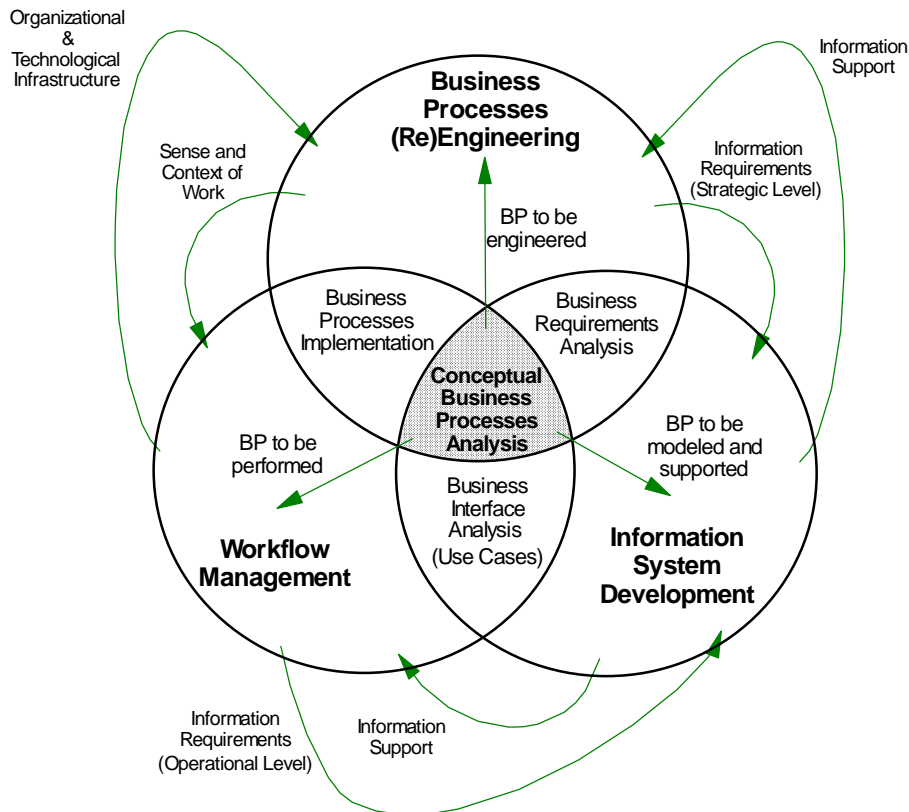 Organizational
&
Technological
Infrastructure
Business
Processes
(Re)Engineering
Information
Support
Sense and
Context of
Work
Information
Requirements
(Strategic Level)
BP to be
engineered
Business
Processes
Implementation
Business
Requirements
Analysis
Conceptual
Business
Processes
Analysis
BP to be
performed
BP to be
modeled and
supported
Business
Interface
Analysis
(Use Cases)
Workflow
Management
Information
System
Development
Information
Requirements
(Operational Level)
Information
Support